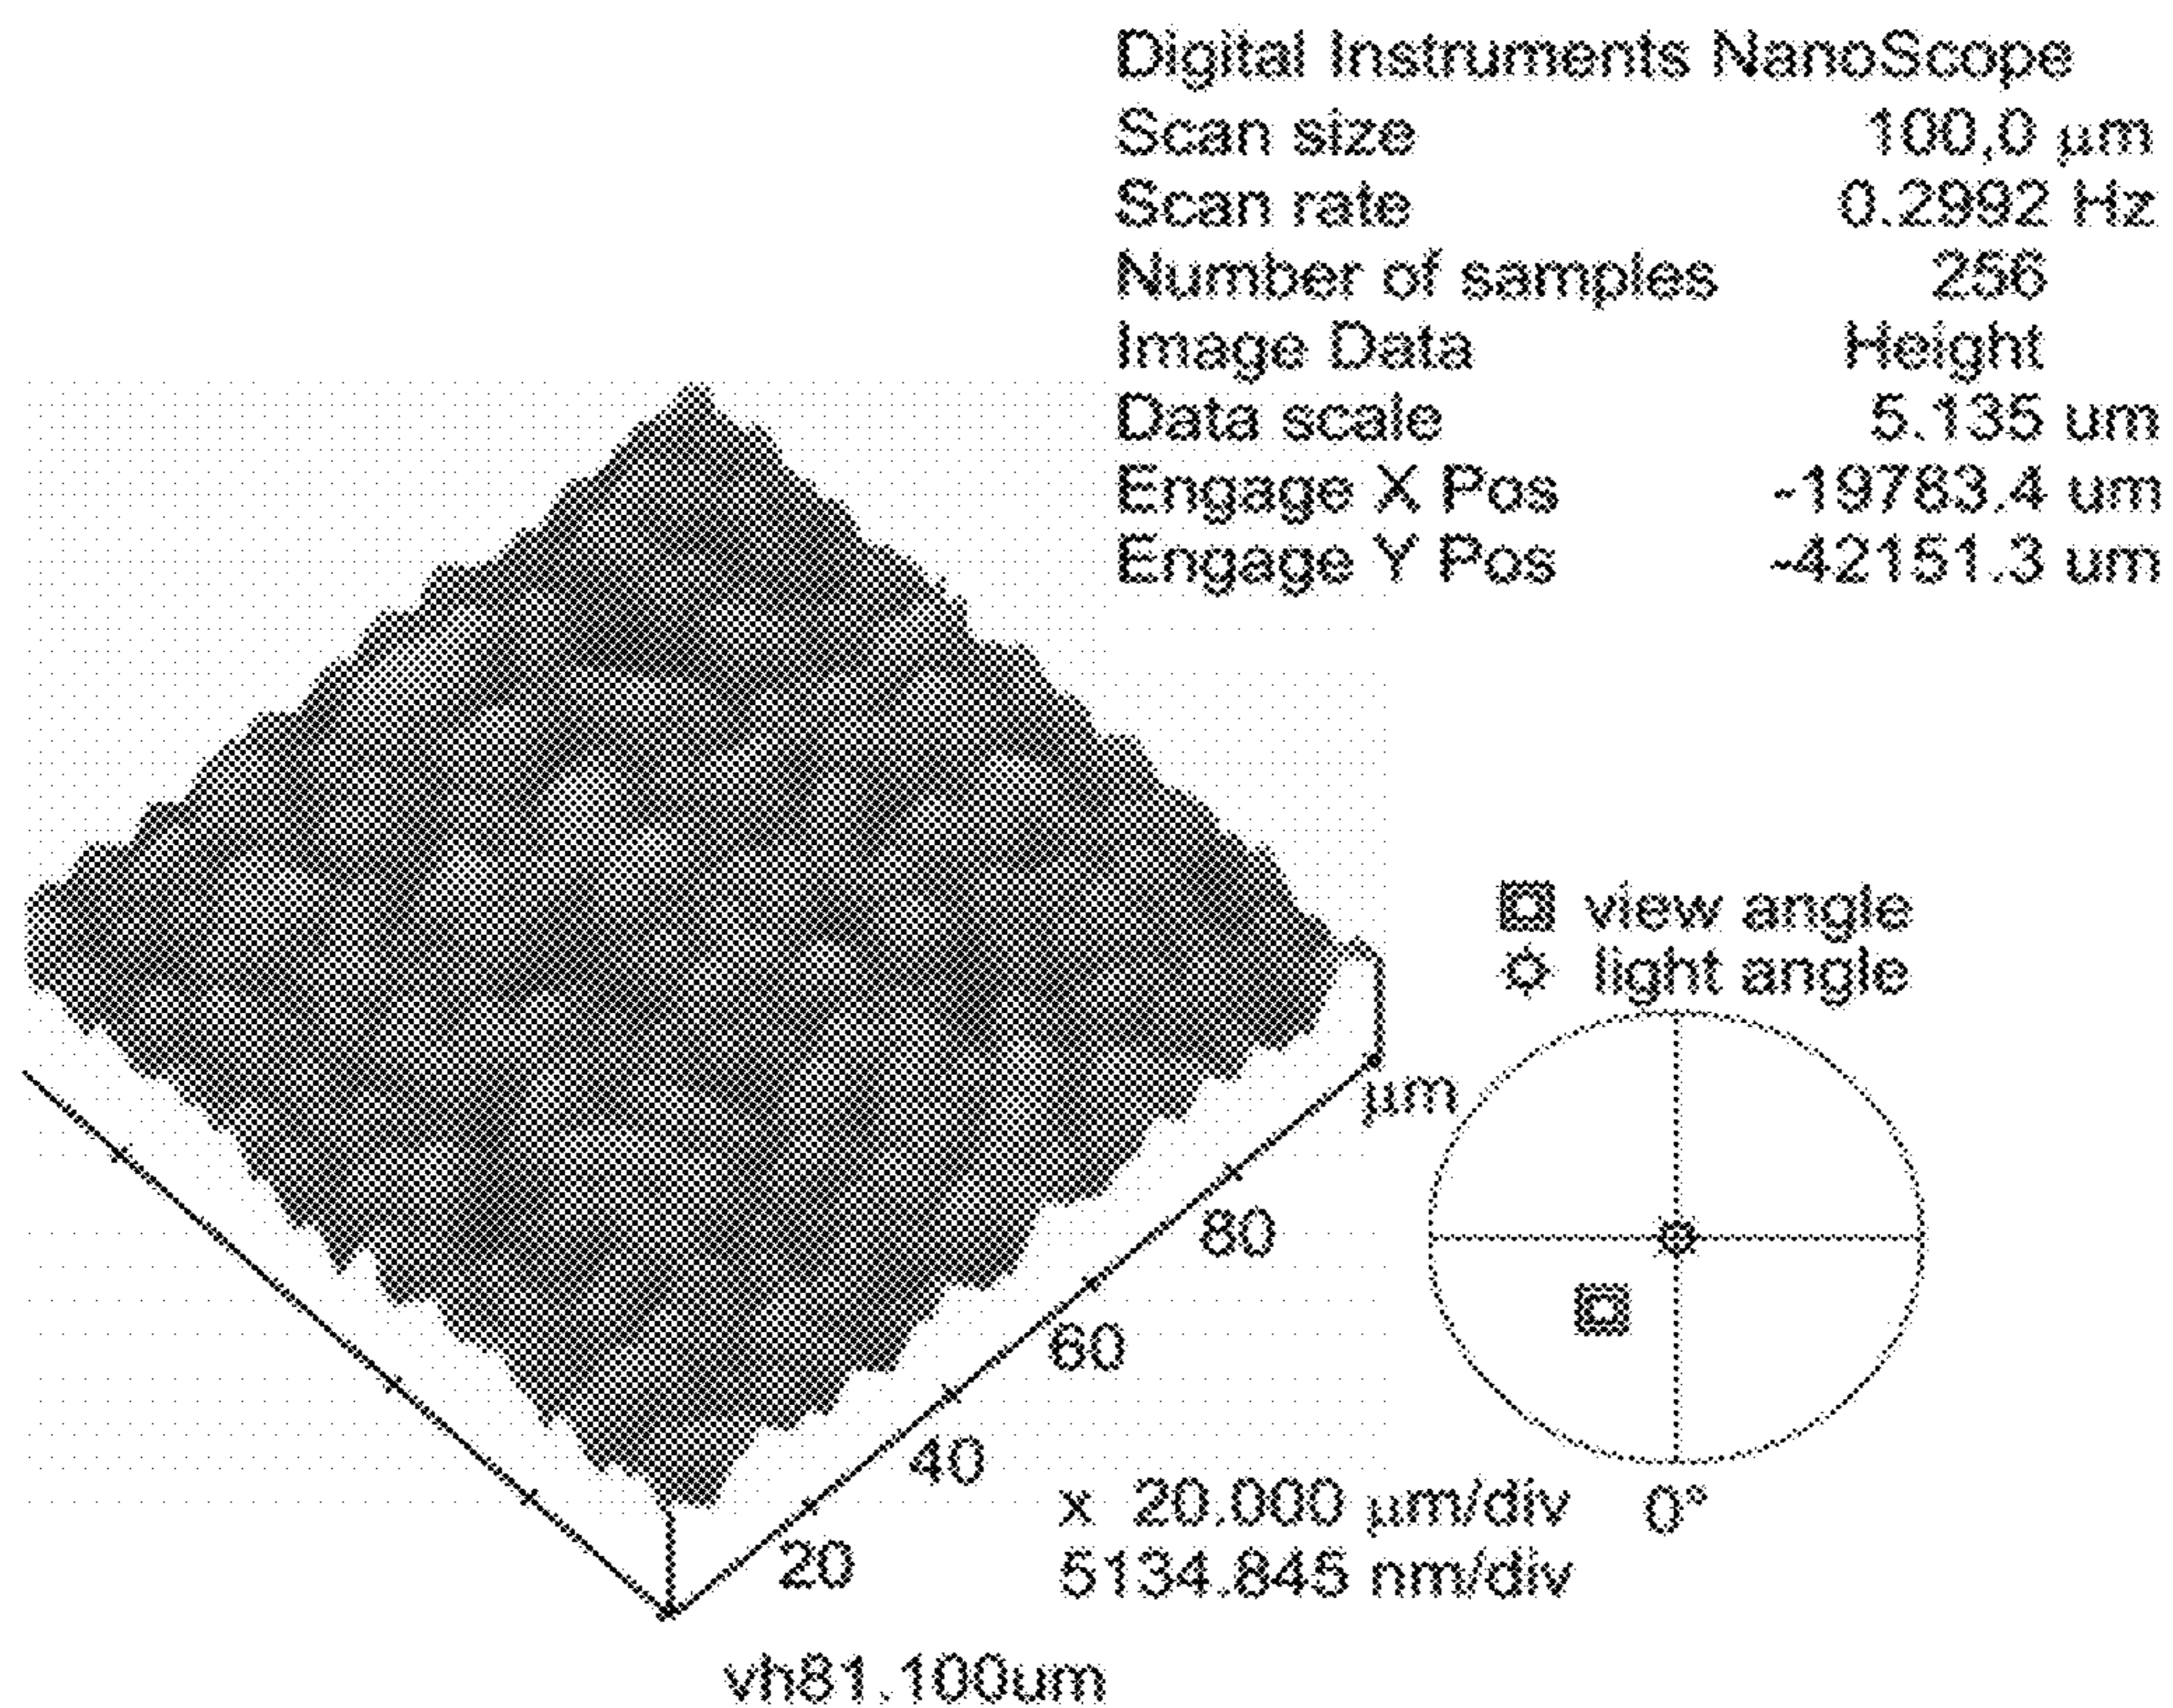 Digital Instruments NanoScope
Scan size 100,0 µm
Scan rate 0.2992 Hz
Number of samples 256
Image Data Height
Data scale 5.135 um
Engage X Pos -19783.4 um
Engage Y Pos -42151.3 um
view angle
light angle
µm
80
60
40
20
x 20.000 µm/div
5134.845 nm/div
0°
vh81.100um